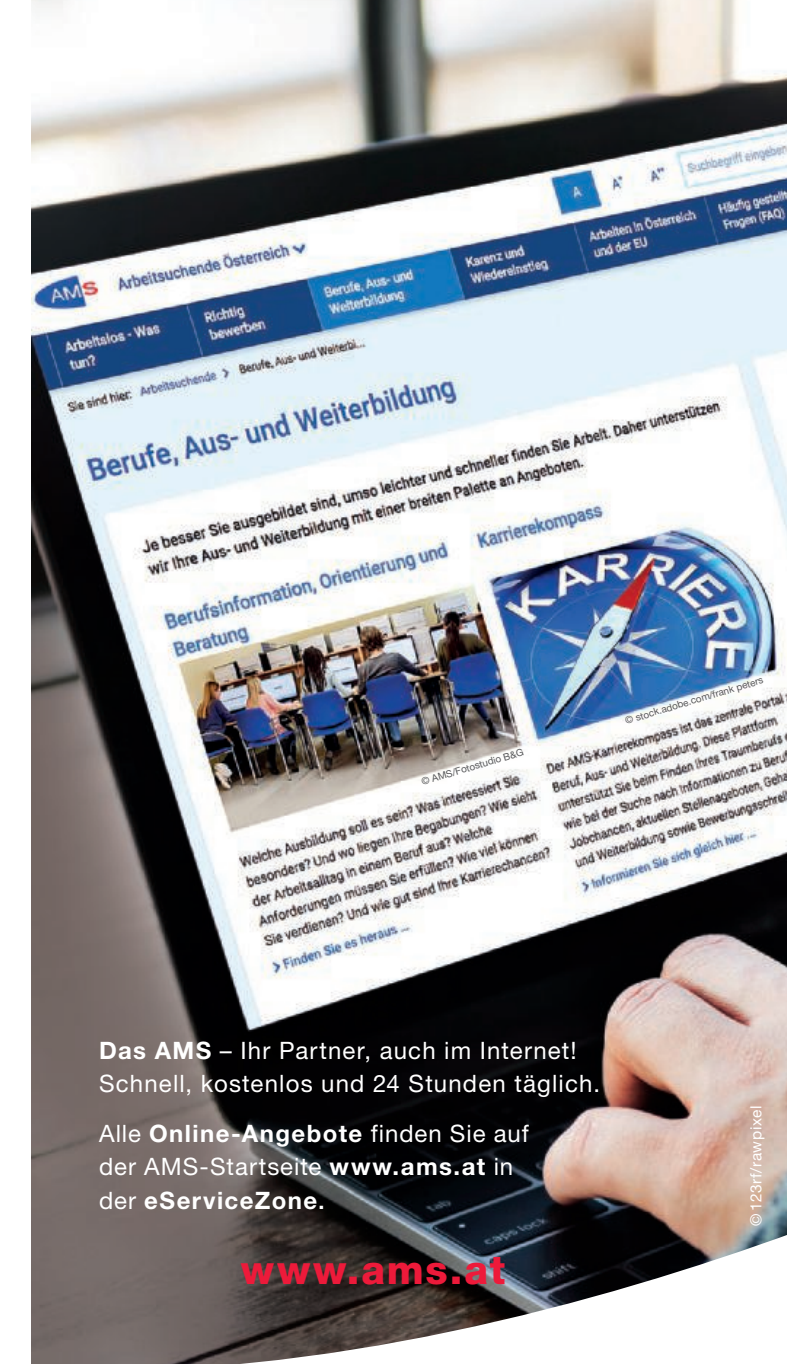 A
A+
A++
Suchbegriff eingeben
AMS
Arbeitsuchende Österreich
Arbeitslos - Was
tun?
Richtig
bewerben
Berufe, Aus- und
Weiterbildung
Karenz und
Wiedereinstieg
Arbeiten in Österreich
und der EU
Häufig
Fragen (FAQ)
Sie sind hier: Arbeitsuchende > Berufe, Aus- und Weiterbi...
Berufe, Aus- und Weiterbildung
Je besser Sie ausgebildet sind, umso leichter und schneller finden Sie Arbeit. Daher unterstützen
wir Ihre Aus- und Weiterbildung mit einer breiten Palette an Angeboten.
Berufsinformation, Orientierung und
Beratung
© AMS/Fotostudio B&G
Welche Ausbildung soll es sein? Was interessiert Sie
besonders? Und wo liegen Ihre Begabungen? Wie sieht
der Arbeitsalltag in einem Beruf aus? Welche
Anforderungen müssen Sie erfüllen? Wie viel können
Sie verdienen? Und wie gut sind Ihre Karrierechancen?
> Finden Sie es heraus ...
Karrierekompass
KARRIERE
© stock.adobe.com/frank peters
Der AMS-Karrierekompass ist das zentrale Portal
Beruf, Aus- und Weiterbildung. Diese Plattform
unterstützt Sie beim Finden Ihres Traumberufs
wie bei der Suche nach Informationen zu
Jobchancen, aktuellen Stellenangeboten,
und Weiterbildung sowie
> Informieren Sie sich gleich hier ...
Das AMS – Ihr Partner, auch im Internet!
Schnell, kostenlos und 24 Stunden täglich.
Alle Online-Angebote finden Sie auf
der AMS-Startseite www.ams.at in
der eServiceZone.
tab
caps lock
shift
©123rf/rawpixel
www.ams.at